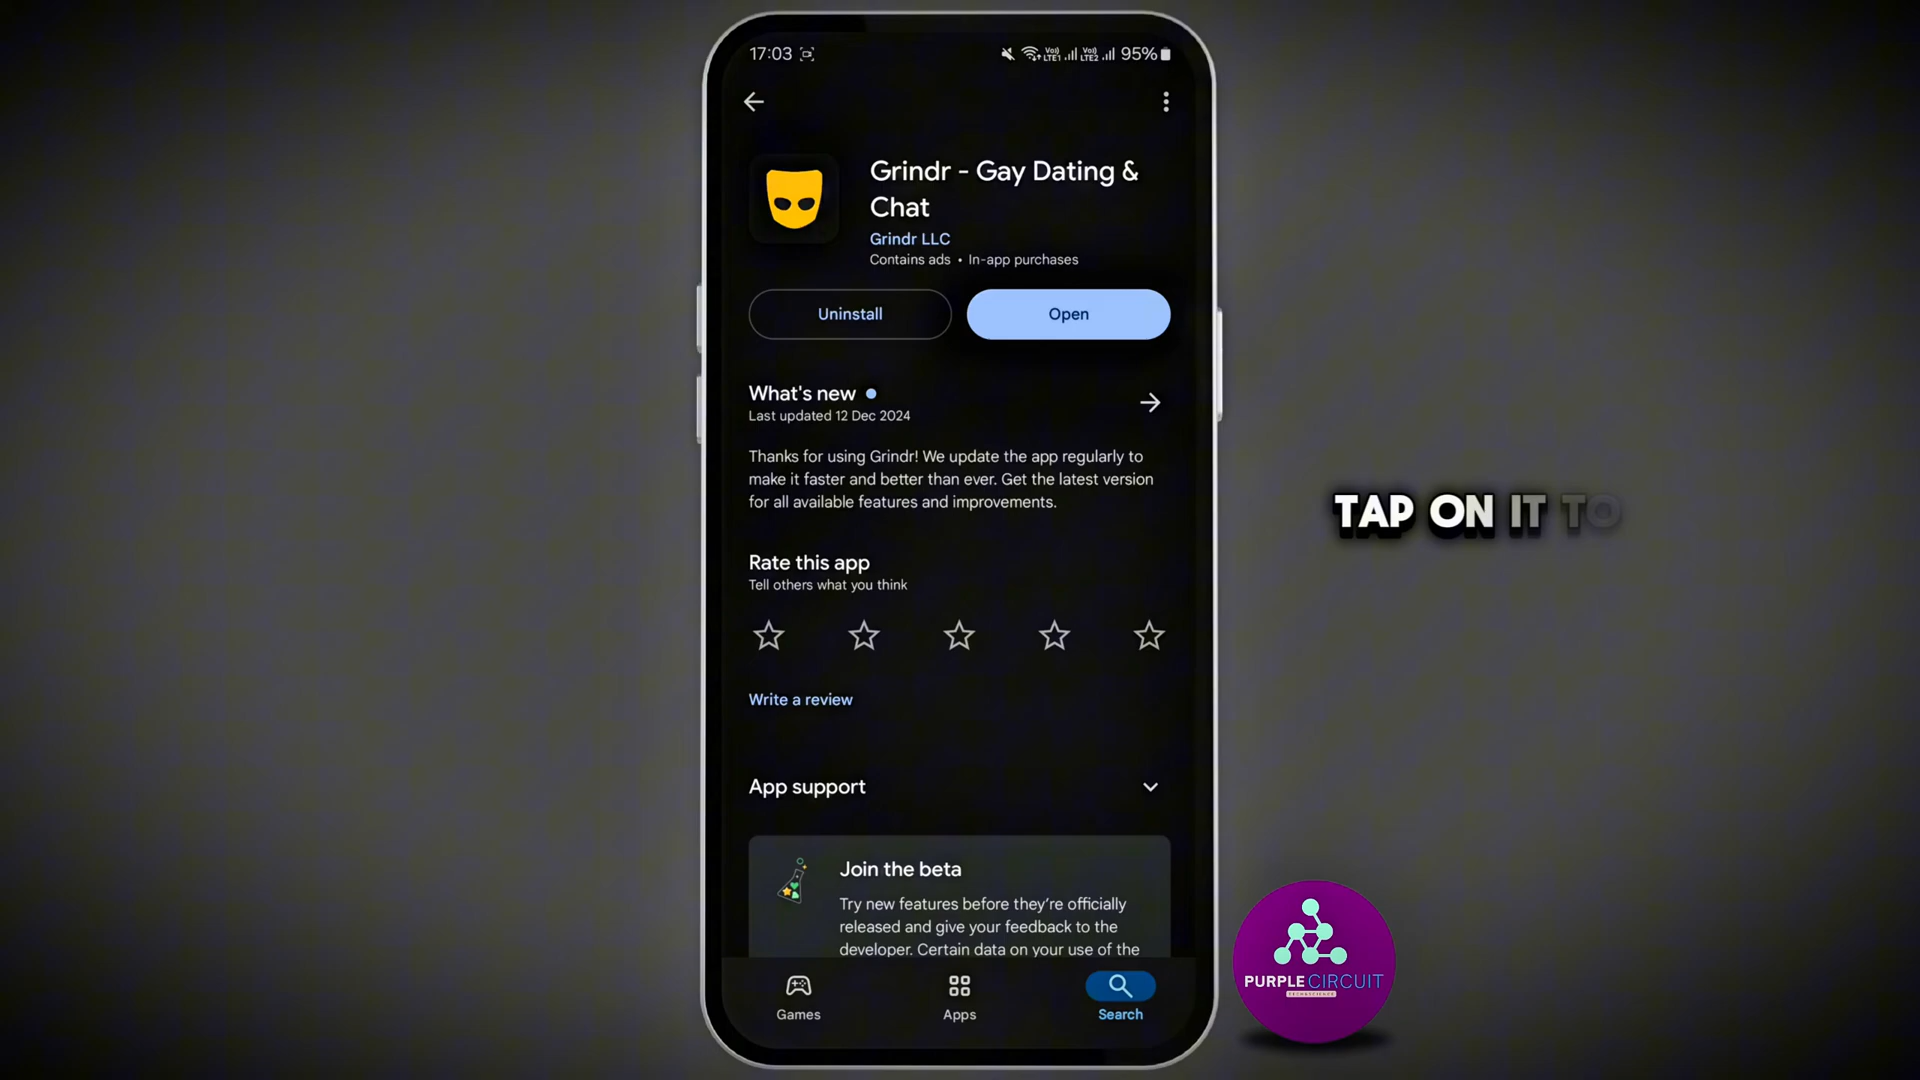 17:03
Vo) LTE1 Vo) LTE2 95%
Grindr - Gay Dating &
Chat
Grindr LLC
Contains ads • In-app purchases
Uninstall
Open
What's new
Last updated 12 Dec 2024
Thanks for using Grindr! We update the app regularly to
make it faster and better than ever. Get the latest version
for all available features and improvements.
TAP ON IT TO
Rate this app
Tell others what you think
Write a review
App support
Join the beta
Try new features before they're officially
released and give your feedback to the
developer. Certain data on your use of the
Games
Apps
Search
PURPLE CIRCUIT